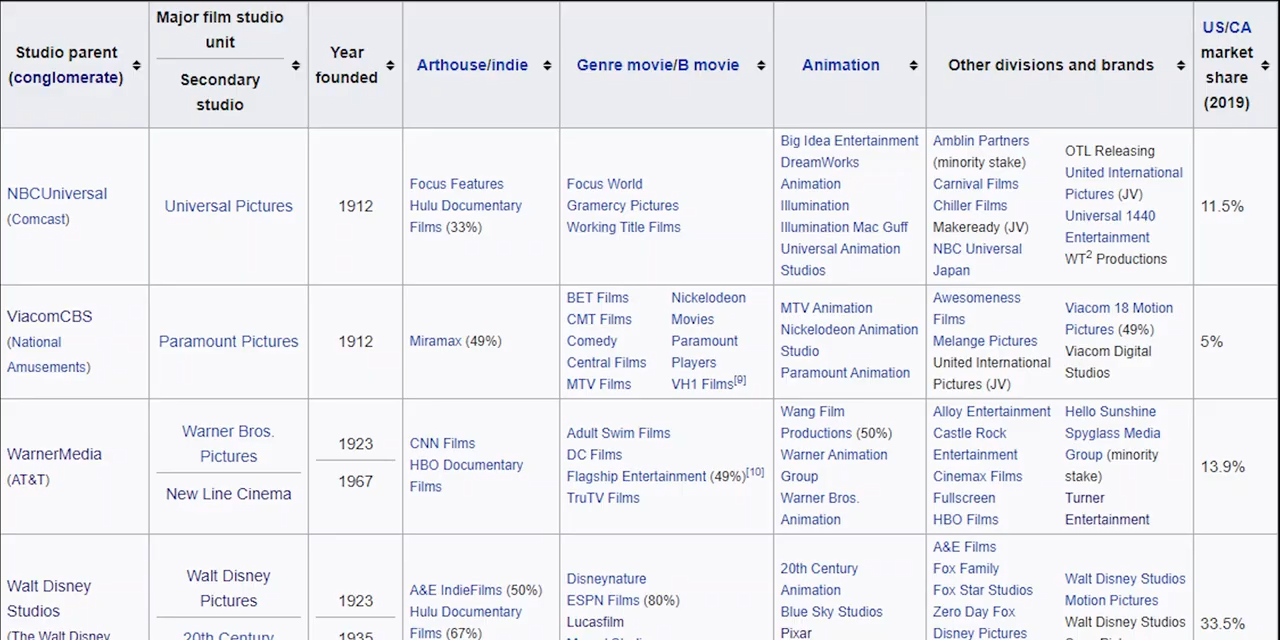 Studio parent
(conglomerate)
Major film studio
unit
Secondary
studio
Year
founded
Arthouse/indie
Genre movie/B movie
Animation
Other divisions and brands
US/CA
market
share
(2019)
NBCUniversal
(Comcast)
Universal Pictures
1912
Focus Features
Hulu Documentary
Films (33%)
Focus World
Gramercy Pictures
Working Title Films
Big Idea Entertainment
DreamWorks
Animation
Illumination
Illumination Mac Guff
Universal Animation
Studios
Amblin Partners
(minority stake)
Carnival Films
Chiller Films
Makeready (JV)
NBC Universal
Japan
OTL Releasing
United International
Pictures (JV)
Universal 1440
Entertainment
WT2 Productions
11.5%
ViacomCBS
(National
Amusements)
Paramount Pictures
1912
Miramax (49%)
BET Films
CMT Films
Comedy
Central Films
MTV Films
Nickelodeon
Movies
Paramount
Players
VH1 Films[9]
MTV Animation
Nickelodeon Animation
Studio
Paramount Animation
Awesomeness
Films
Melange Pictures
United International
Pictures (JV)
Viacom 18 Motion
Pictures (49%)
Viacom Digital
Studios
5%
WarnerMedia
(AT&T)
Warner Bros.
Pictures
New Line Cinema
1923
1967
CNN Films
HBO Documentary
Films
Adult Swim Films
DC Films
Flagship Entertainment (49%)[10]
TruTV Films
Wang Film
Productions (50%)
Warner Animation
Group
Warner Bros.
Animation
Alloy Entertainment
Castle Rock
Entertainment
Cinemax Films
Fullscreen
HBO Films
Hello Sunshine
Spyglass Media
Group (minority
stake)
Turner
Entertainment
13.9%
Walt Disney
Studios
(The Walt Disney
Walt Disney
Pictures
20th Century
1923
1935
A&E IndieFilms (50%)
Hulu Documentary
Films (67%)
Disneynature
ESPN Films (80%)
Lucasfilm
20th Century
Animation
Blue Sky Studios
Pixar
A&E Films
Fox Family
Fox Star Studios
Zero Day Fox
Disney Pictures
Walt Disney Studios
Motion Pictures
Walt Disney Studios
33.5%